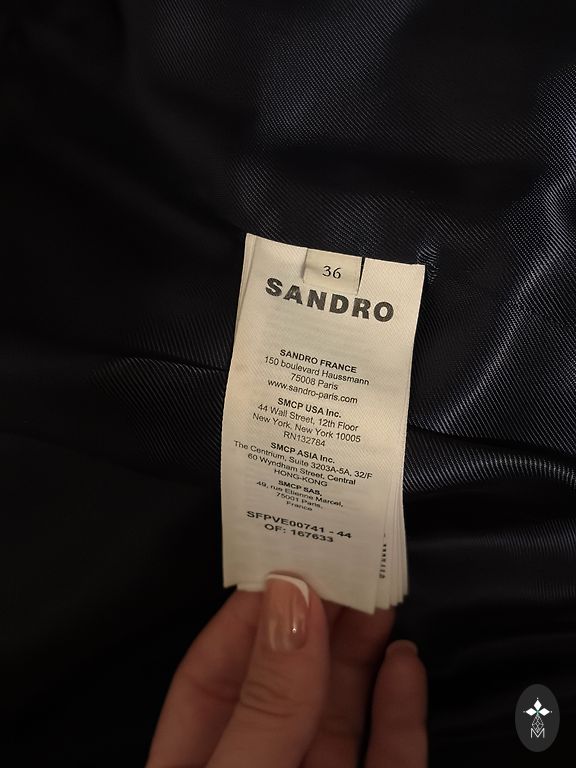 36
SANDRO
SANDRO FRANCE
150 boulevard Haussmann
75008 Paris
www.sandro-paris.com
SMCP USA Inc.
44 Wall Street, 12th Floor
New York, New York 10005
RN132784
SMCP ASIA Inc.
The Centrium, Suite 3203A-5A, 32/F
60 Wyndham Street, Central
HONG-KONG
SMCP SAS,
49, rue Etienne Marcel,
75001 Paris,
France
SFPVE00741 - 44
OF: 167633
M